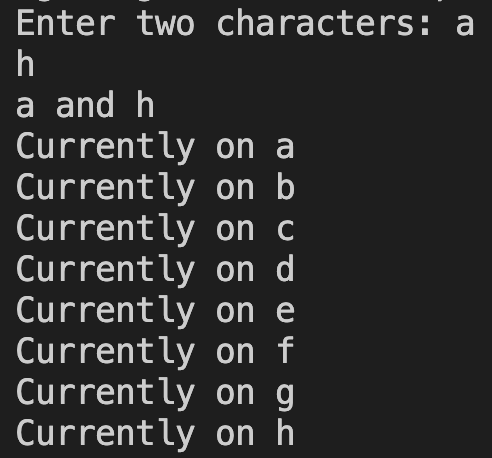 Enter two characters: a
h
a and h
Currently on a
Currently on b
Currently on c
Currently on d
Currently on e
Currently on f
Currently on g
Currently on h